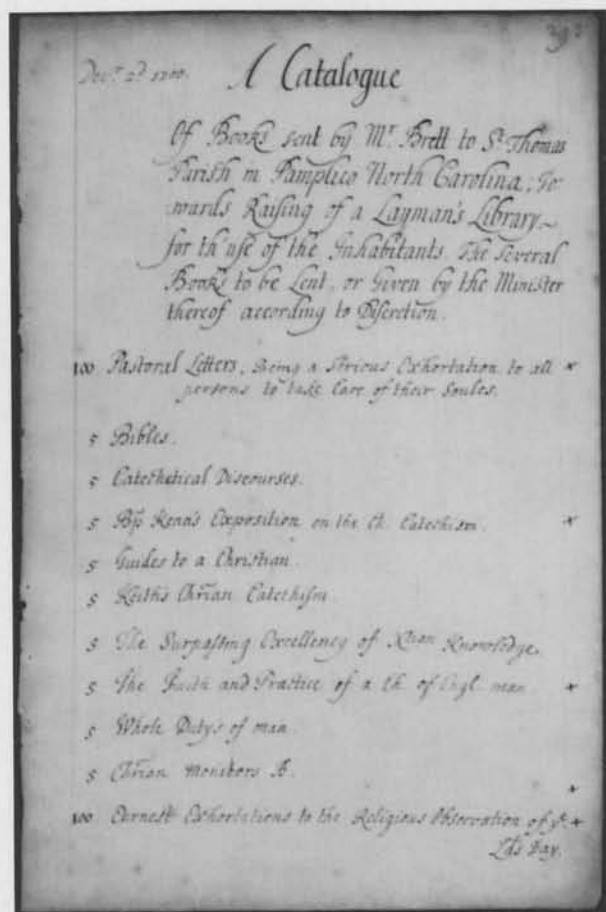 Decr. 2d 1700.
A Catalogue
Of Books sent by Mr. Brett to St. Thomas
Parish in Pamplico North Carolina; To
wards Raising of a Layman's Library
for th' use of the Inhabitants. The several
Books to be Lent, or Given by the Minister
thereof according to Discretion.
100 Pastoral Letters, Being a Serious Exhortation to all *
persons to take Care of their Soules.
5 Bibles.
5 Catechetical Discourses.
5 Bp Kenn's Exposition on the Ch. Catechism. *
5 Guides to a Christian.
5 Keith's Chrian Catechism.
5 The Surpassing Excellency of Xtian Knowledge.
5 The Faith and Practice of a Ch. of Engl. man *
5 Whole Duty's of man.
5 Chrian Monitors
*
100 Earnest Exhortations to the Religious Observation of ye *
Lds Day.